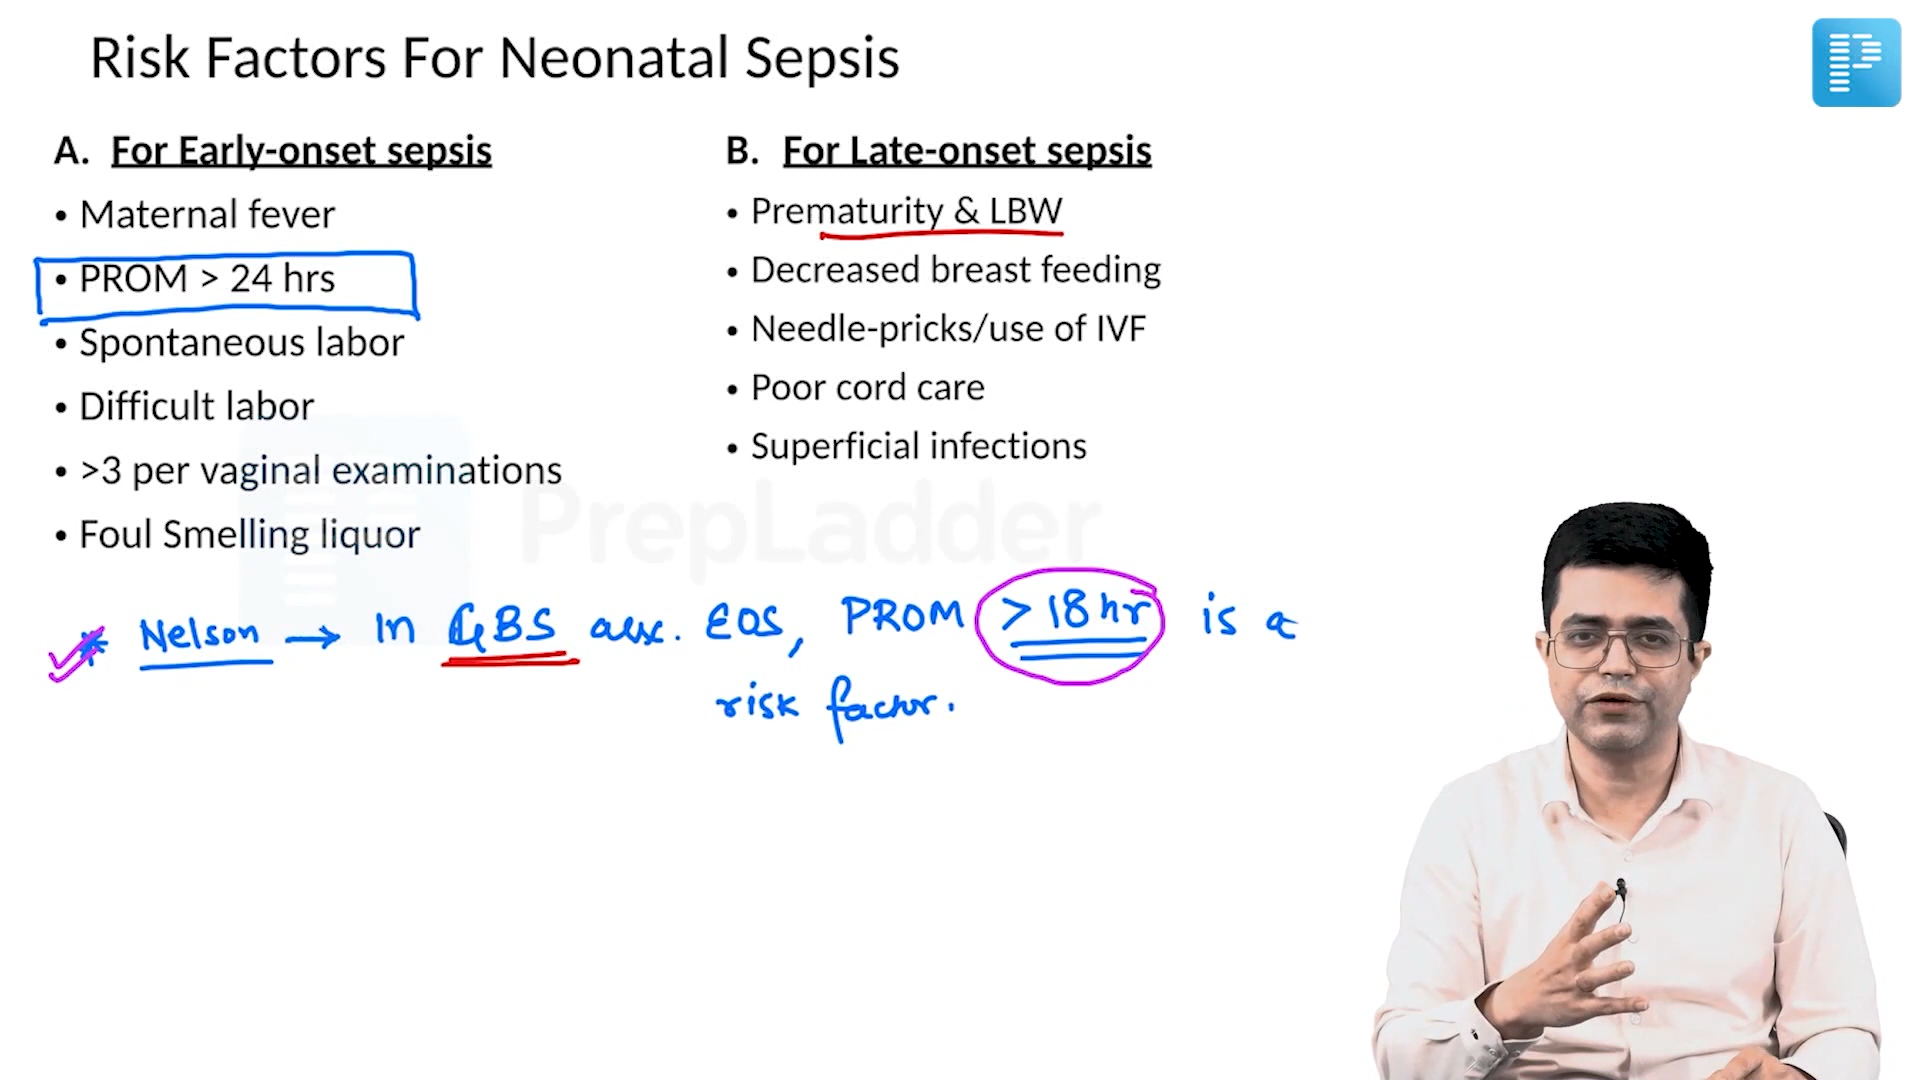 Risk Factors For Neonatal Sepsis
A. For Early-onset sepsis
• Maternal fever
• PROM > 24 hrs
• Spontaneous labor
• Difficult labor
• >3 per vaginal examinations
• Foul Smelling liquor
B. For Late-onset sepsis
• Prematurity & LBW
• Decreased breast feeding
• Needle-pricks/use of IVF
• Poor cord care
• Superficial infections
PrepLadder
* Nelson → In GBS EOS, PROM > 18 hr is a
risk factor.